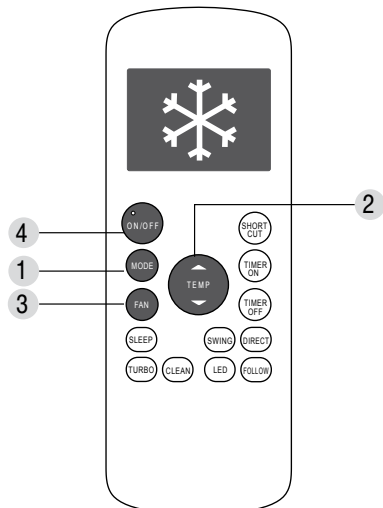 2
ON/OFF
SHORT
CUT
4
1
MODE
TEMP
TIMER
ON
3
FAN
TIMER
OFF
SLEEP
SWING
DIRECT
TURBO
CLEAN
LED
FOLLOW